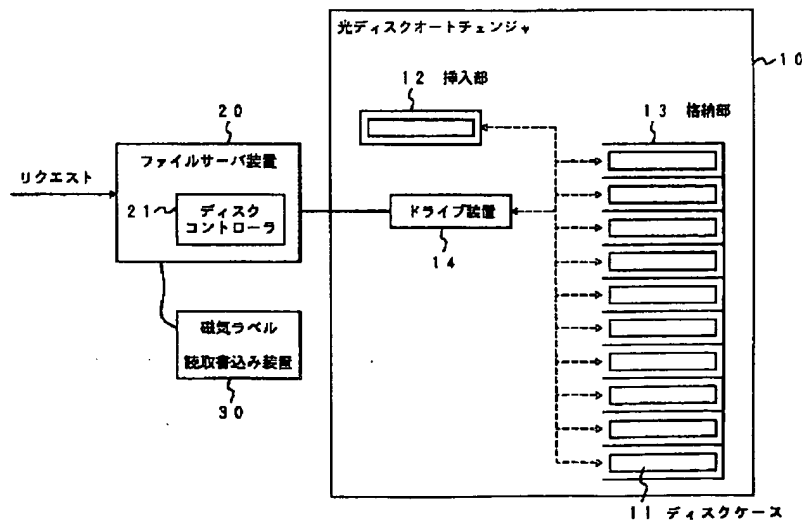 光ディスクオートチェンジャ
10
12 挿入部
13 格納部
20
ファイルサーバ装置
リクエスト
21
ディスク
コントローラ
ドライブ装置
14
磁気ラベル
読取書込み装置
30
11 ディスクケース